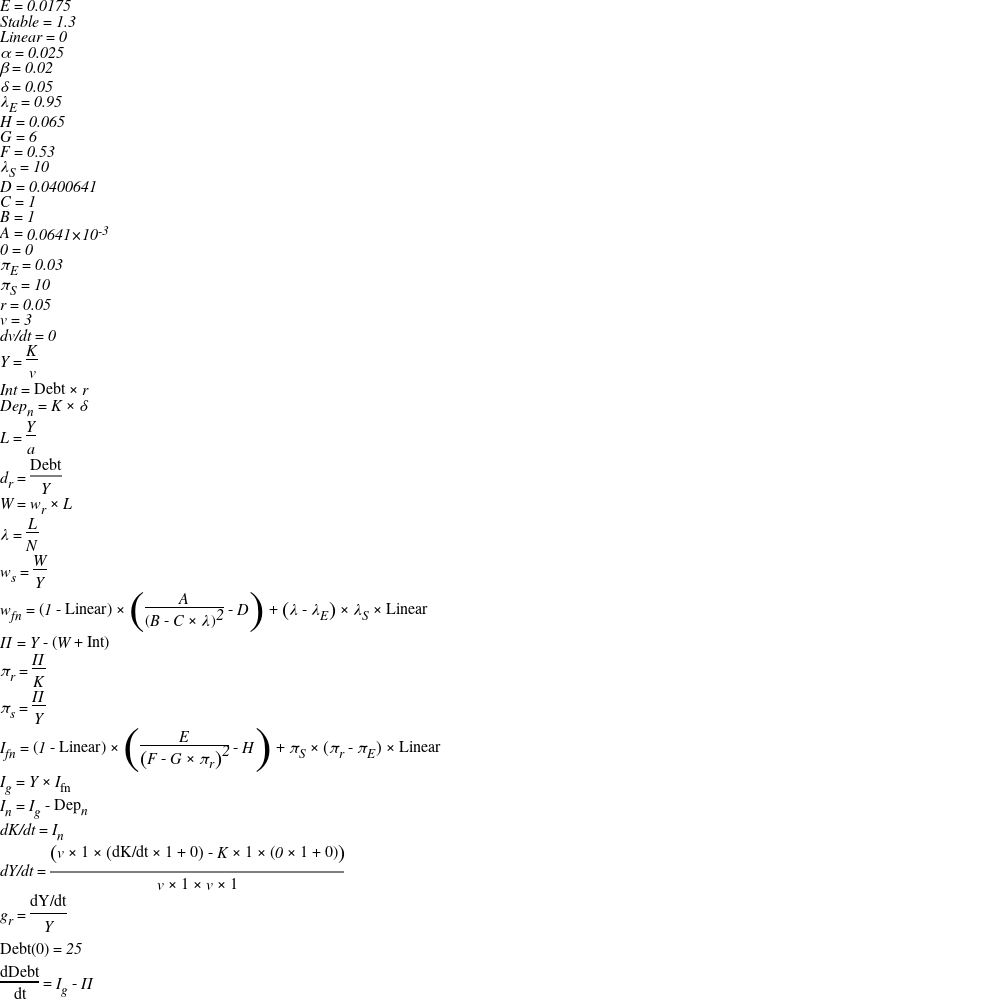 E = 0.0175
Stable = 1.3
Linear = 0
α = 0.025
β = 0.02
δ = 0.05
λ_E = 0.95
H = 0.065
G = 6
F = 0.53
λ_S = 10
D = 0.0400641
C = 1
B = 1
A = 0.0641×10^-3
0 = 0
π_E = 0.03
π_S = 10
r = 0.05
v = 3
dv/dt = 0
Y = K / v
Int = Debt × r
Dep_n = K × δ
L = Y / a
d_r = Debt / Y
W = w_r × L
λ = L / N
w_s = W / Y
w_fn = (1 - Linear) × (A / (B - C × λ)^2 - D) + (λ - λ_E) × λ_S × Linear
Π = Y - (W + Int)
π_r = Π / K
π_s = Π / Y
I_fn = (1 - Linear) × (E / (F - G × π_r)^2 - H) + π_S × (π_r - π_E) × Linear
I_g = Y × I_fn
I_n = I_g - Dep_n
dK/dt = I_n
dY/dt = (v × 1 × (dK/dt × 1 + 0) - K × 1 × (0 × 1 + 0)) / v × 1 × v × 1
g_r = dY/dt / Y
Debt(0) = 25
dDebt / dt = I_g - Π